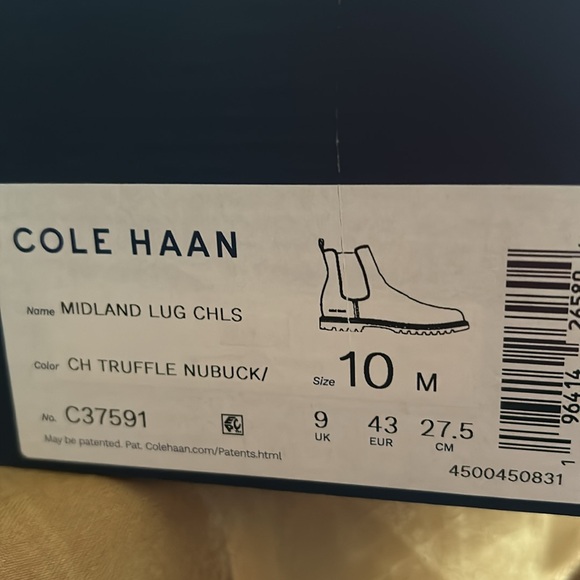 COLE HAAN
Name MIDLAND LUG CHLS
Color CH TRUFFLE NUBUCK/
Size 10 M
No. C37591
9 43 27.5
UK EUR CM
May be patented. Pat. Colehaan.com/Patents.html
4500450831